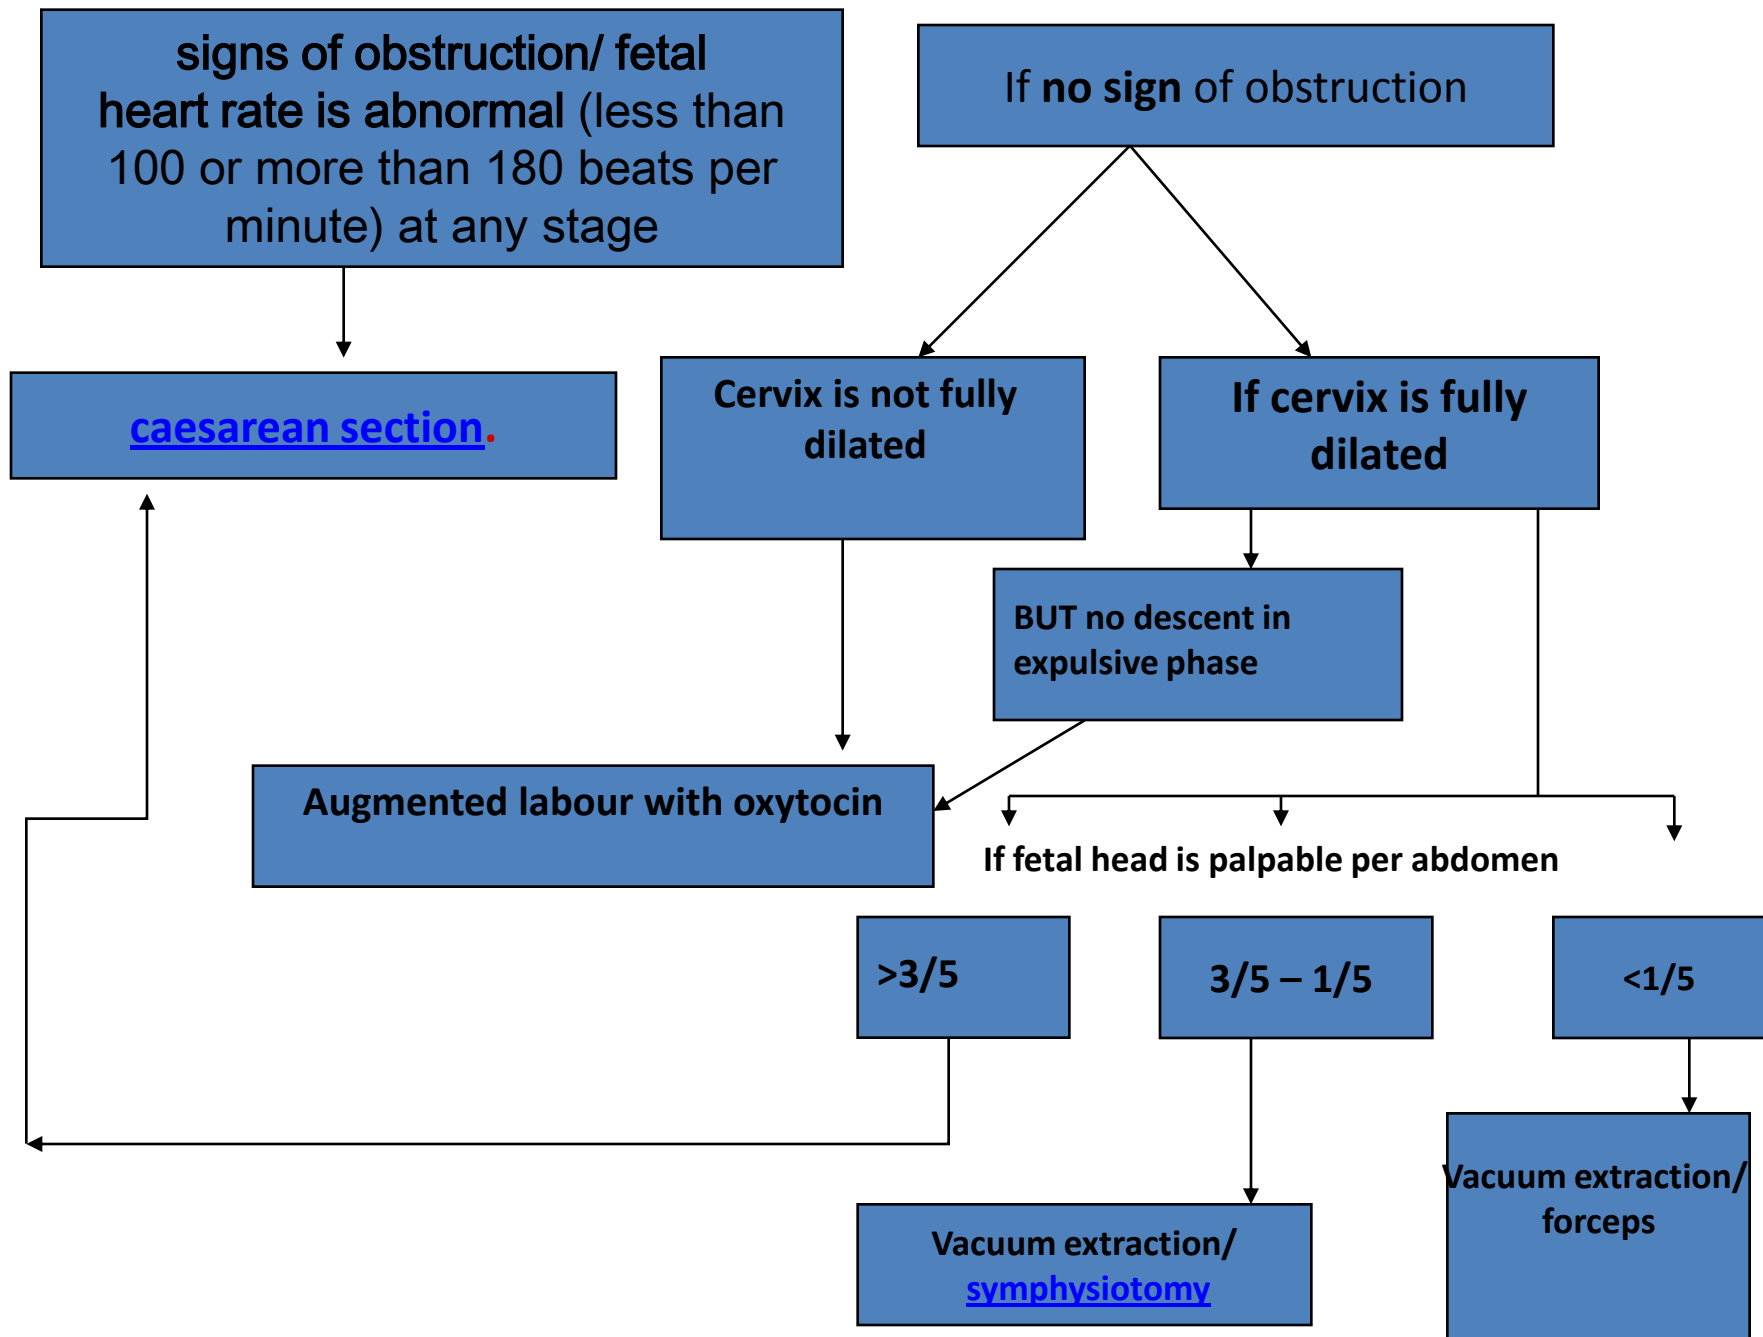 signs of obstruction/ fetal
heart rate is abnormal (less than
100 or more than 180 beats per
minute) at any stage
If no sign of obstruction
caesarean section.
Cervix is not fully
dilated
If cervix is fully
dilated
BUT no descent in
expulsive phase
Augmented labour with oxytocin
If fetal head is palpable per abdomen
>3/5
3/5 – 1/5
<1/5
Vacuum extraction/
symphysiotomy
Vacuum extraction/
forceps